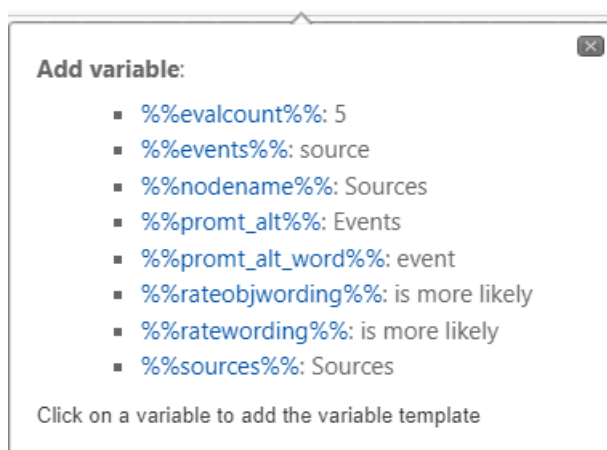 Add variable:
%%evalcount%%: 5
%%events%%: source
%%nodename%%: Sources
%%promt_alt%%: Events
%%promt_alt_word%%: event
%%rateobjwording%%: is more likely
%%ratewording%%: is more likely
%%sources%%: Sources
Click on a variable to add the variable template